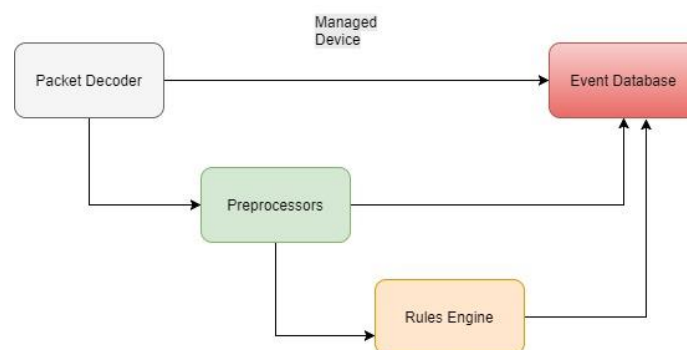 Managed
Device
Packet Decoder
Event Database
Preprocessors
Rules Engine